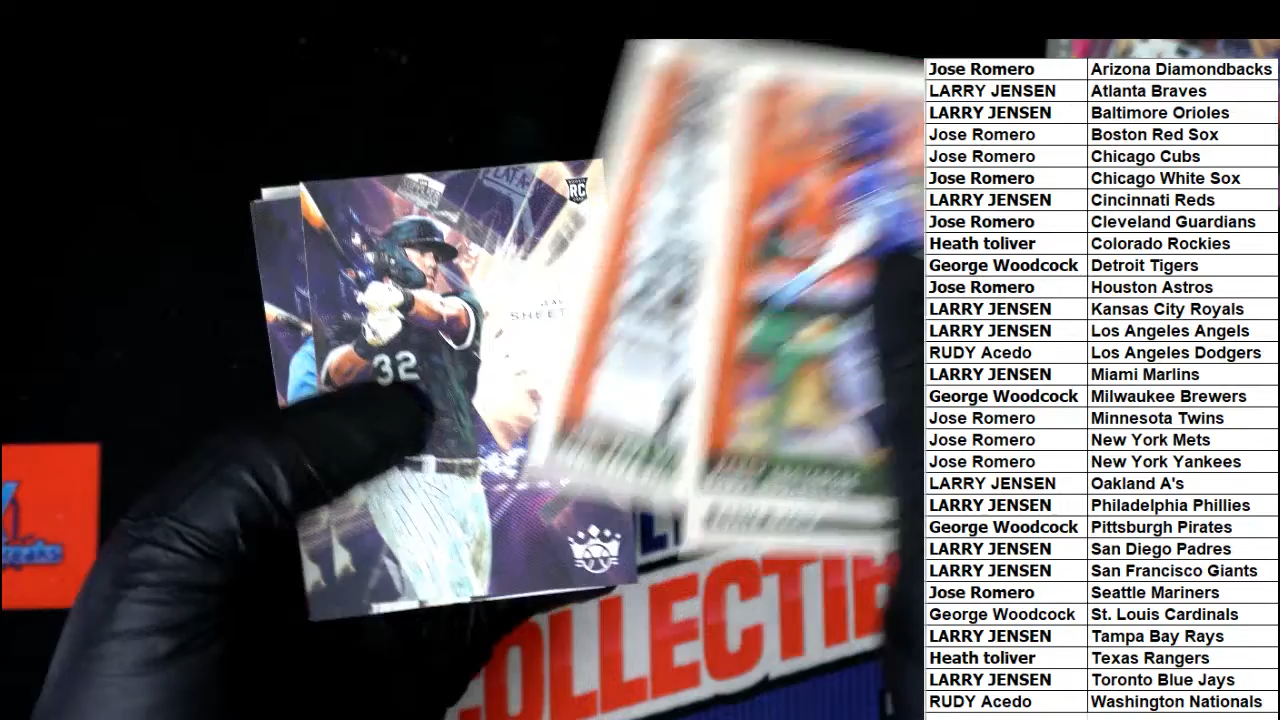 Jose Romero Arizona Diamondbacks
LARRY JENSEN Atlanta Braves
LARRY JENSEN Baltimore Orioles
Jose Romero Boston Red Sox
Jose Romero Chicago Cubs
Jose Romero Chicago White Sox
LARRY JENSEN Cincinnati Reds
Jose Romero Cleveland Guardians
Heath toliver Colorado Rockies
George Woodcock Detroit Tigers
Jose Romero Houston Astros
LARRY JENSEN Kansas City Royals
LARRY JENSEN Los Angeles Angels
RUDY Acedo Los Angeles Dodgers
LARRY JENSEN Miami Marlins
George Woodcock Milwaukee Brewers
Jose Romero Minnesota Twins
Jose Romero New York Mets
Jose Romero New York Yankees
LARRY JENSEN Oakland A's
LARRY JENSEN Philadelphia Phillies
George Woodcock Pittsburgh Pirates
LARRY JENSEN San Diego Padres
LARRY JENSEN San Francisco Giants
Jose Romero Seattle Mariners
George Woodcock St. Louis Cardinals
LARRY JENSEN Tampa Bay Rays
Heath toliver Texas Rangers
LARRY JENSEN Toronto Blue Jays
RUDY Acedo Washington Nationals
RC
SHEET
32
OLLECTIB